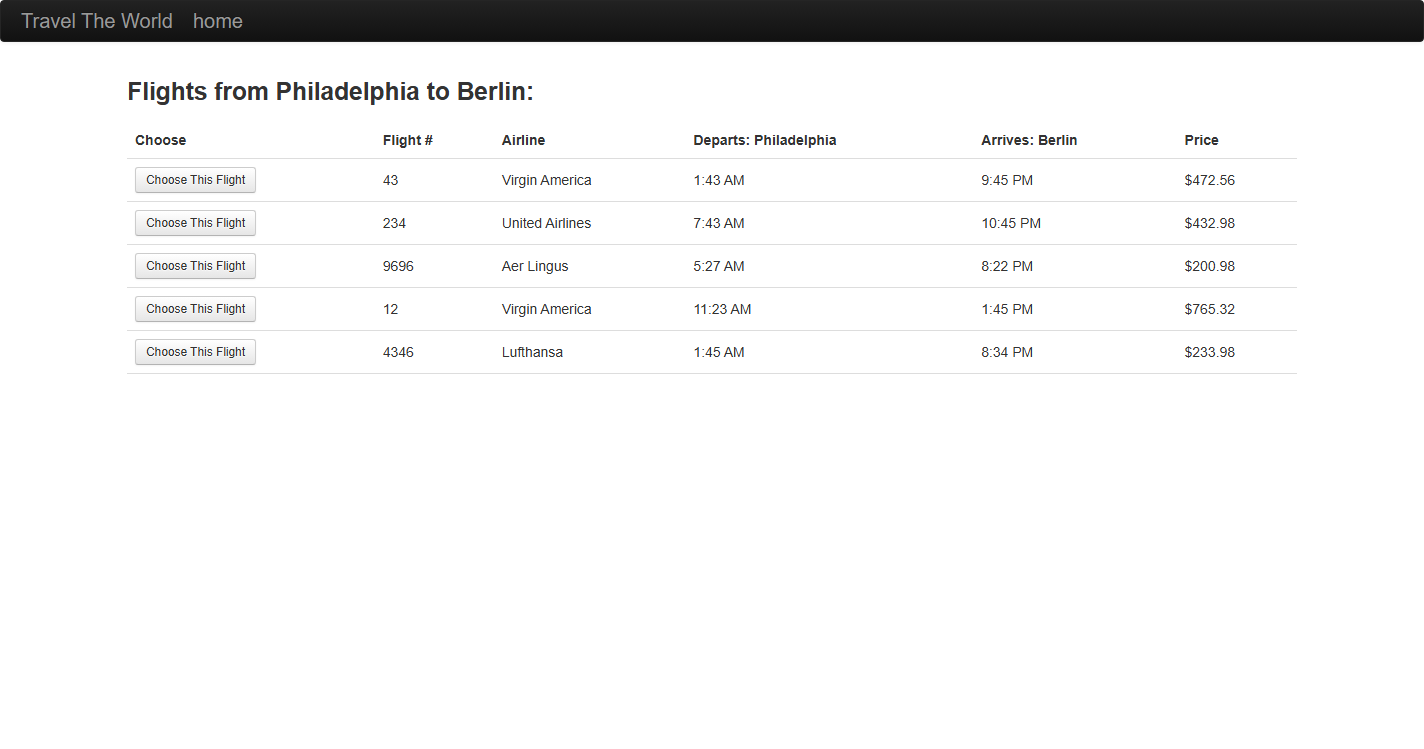 Travel The World home
Flights from Philadelphia to Berlin:
Choose Flight # Airline Departs: Philadelphia Arrives: Berlin Price
Choose This Flight 43 Virgin America 1:43 AM 9:45 PM $472.56
Choose This Flight 234 United Airlines 7:43 AM 10:45 PM $432.98
Choose This Flight 9696 Aer Lingus 5:27 AM 8:22 PM $200.98
Choose This Flight 12 Virgin America 11:23 AM 1:45 PM $765.32
Choose This Flight 4346 Lufthansa 1:45 AM 8:34 PM $233.98